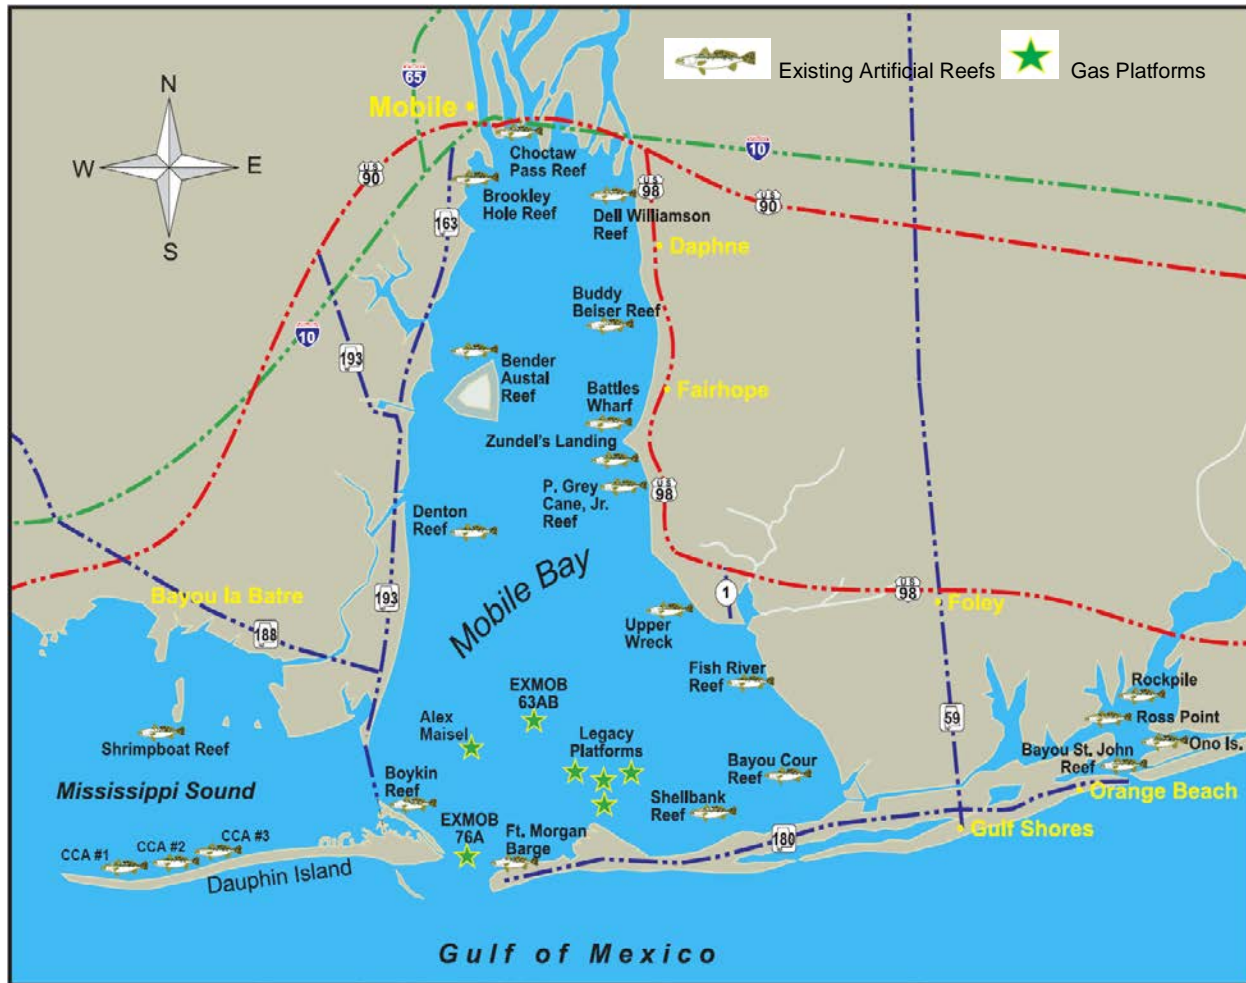 Existing Artificial Reefs
Gas Platforms
N
W
E
S
65
Mobile
U S
90
10
163
Choctaw
Pass Reef
Brookley
Hole Reef
U S
98
Dell Williamson
Reef
10
U S
90
Daphne
193
10
Buddy
Beiser Reef
Bender
Austal
Reef
Battles
Wharf
Fairhope
Zundel's Landing
P. Grey
Cane, Jr.
Reef
U S
98
Denton
Reef
Mobile Bay
Bayou la Batre
193
188
1
U S
98
Foley
Upper
Wreck
Fish River
Reef
EXMOB
63AB
Alex
Maisel
Legacy
Platforms
59
Rockpile
Ross Point
Ono Is.
Bayou St. John
Reef
Orange Beach
Shrimpboat Reef
Mississippi Sound
Boykin
Reef
Bayou Cour
Reef
Shellbank
Reef
Gulf Shores
180
EXMOB
76A
Ft. Morgan
Barge
CCA #1
CCA #2
CCA #3
Dauphin Island
Gulf of Mexico